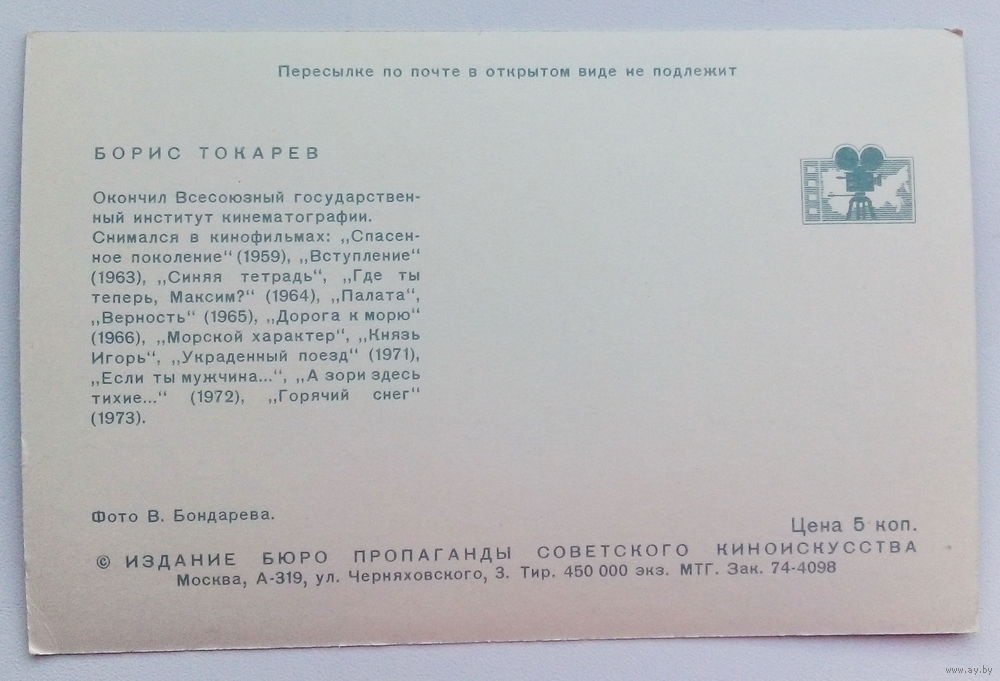 Пересылке по почте в открытом виде не подлежит
БОРИС ТОКАРЕВ
Окончил Всесоюзный государствен-
ный институт кинематографии.
Снимался в кинофильмах: „Спасен-
ное поколение“ (1959), „Вступление“
(1963), „Синяя тетрадь“, „Где ты
теперь, Максим?“ (1964), „Палата“,
„Верность“ (1965), „Дорога к морю“
(1966), „Морской характер“, „Князь
Игорь“, „Украденный поезд“ (1971),
„Если ты мужчина...“, „А зори здесь
тихие...“ (1972), „Горячий снег“
(1973).
Фото В. Бондарева.
Цена 5 коп.
© ИЗДАНИЕ БЮРО ПРОПАГАНДЫ СОВЕТСКОГО КИНОИСКУССТВА
Москва, А-319, ул. Черняховского, 3. Тир. 450 000 экз. МТГ. Зак. 74-4098
www.ay.by